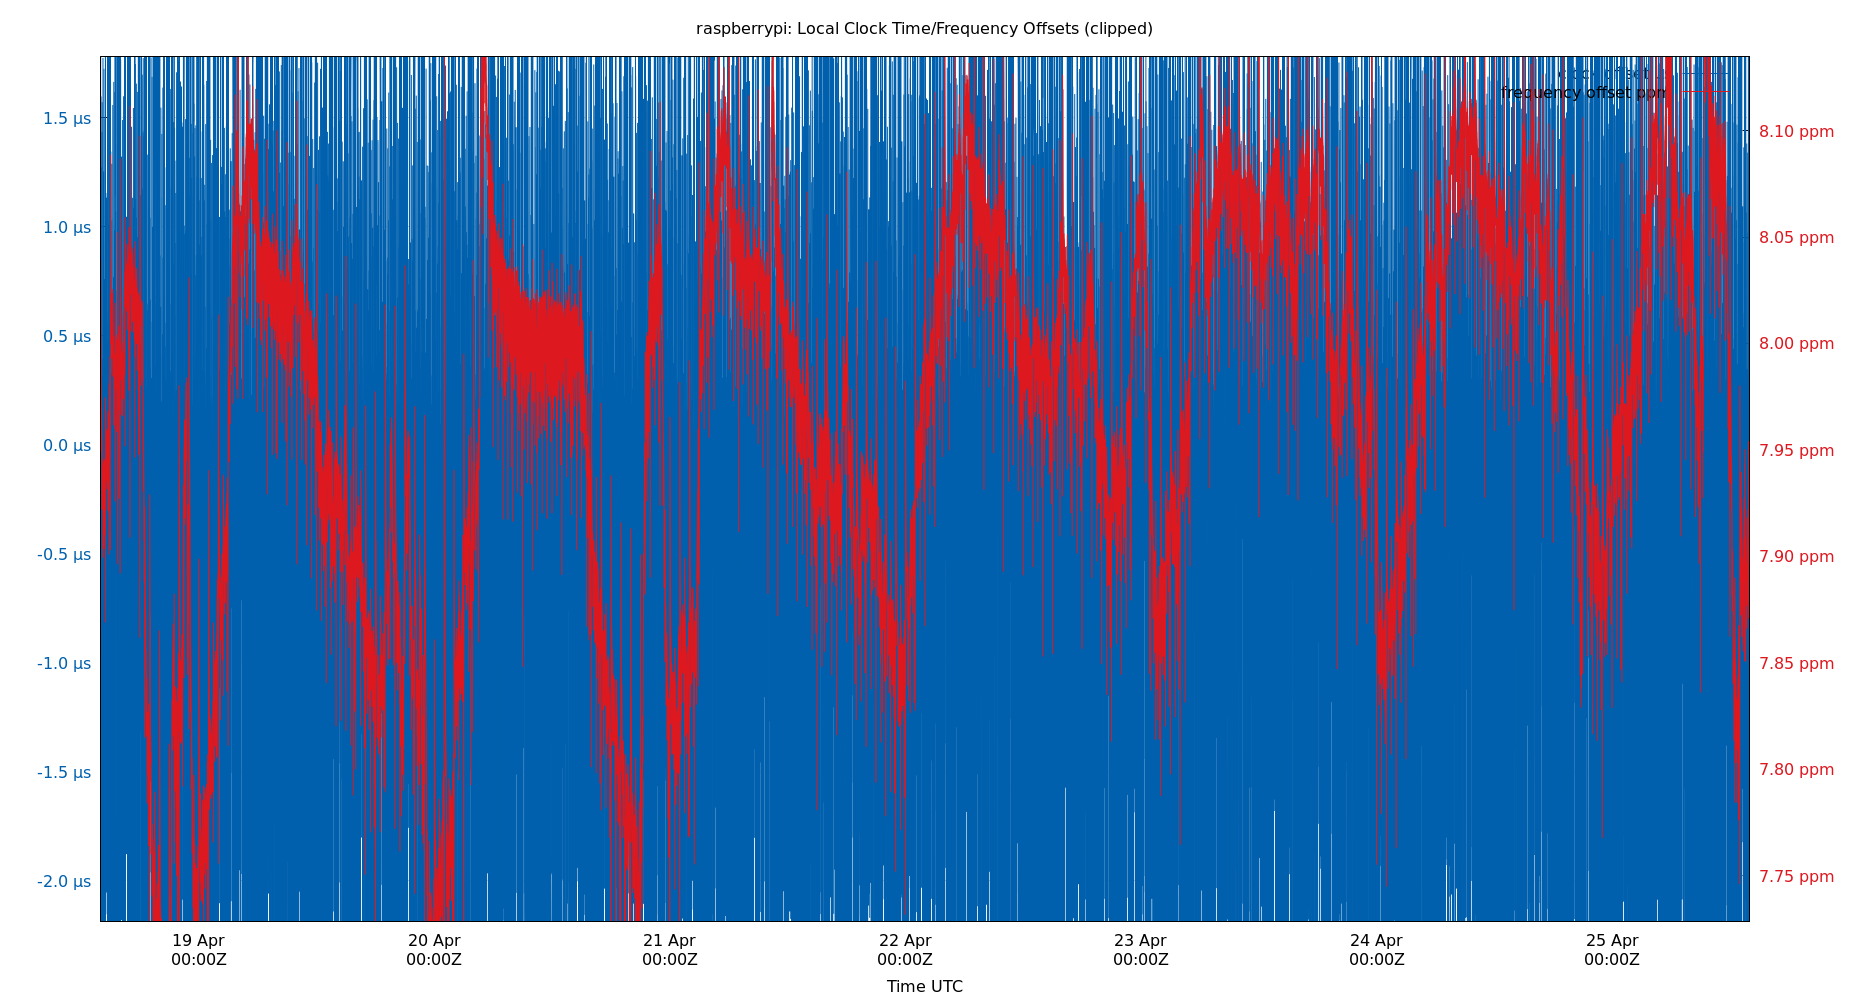 raspberrypi: Local Clock Time/Frequency Offsets (clipped)
clock offset
frequency offset ppm
1.5 µs
1.0 µs
0.5 µs
0.0 µs
-0.5 µs
-1.0 µs
-1.5 µs
-2.0 µs
8.10 ppm
8.05 ppm
8.00 ppm
7.95 ppm
7.90 ppm
7.85 ppm
7.80 ppm
7.75 ppm
19 Apr
00:00Z
20 Apr
00:00Z
21 Apr
00:00Z
22 Apr
00:00Z
23 Apr
00:00Z
24 Apr
00:00Z
25 Apr
00:00Z
Time UTC